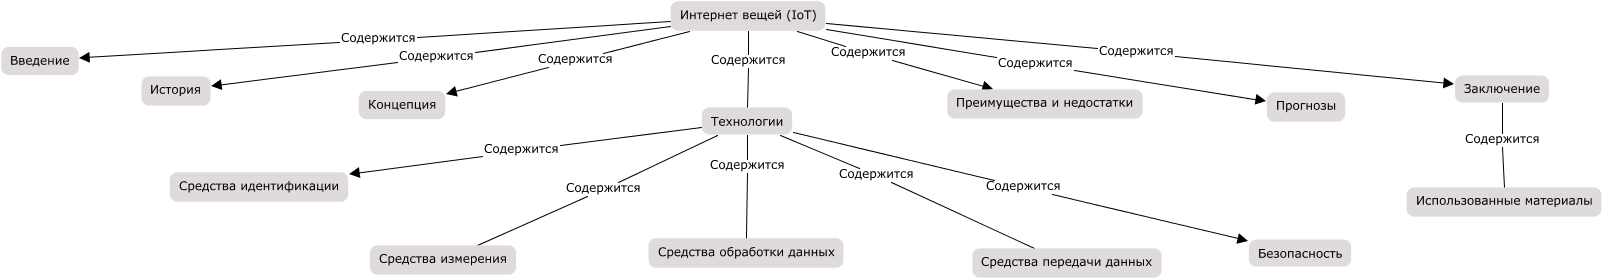 Интернет вещей (IoT)
Содержится
Содержится
Содержится
Содержится
Содержится
Содержится
Содержится
Введение
История
Концепция
Технологии
Преимущества и недостатки
Прогнозы
Заключение
Содержится
Содержится
Содержится
Содержится
Содержится
Содержится
Средства идентификации
Средства измерения
Средства обработки данных
Средства передачи данных
Безопасность
Использованные материалы